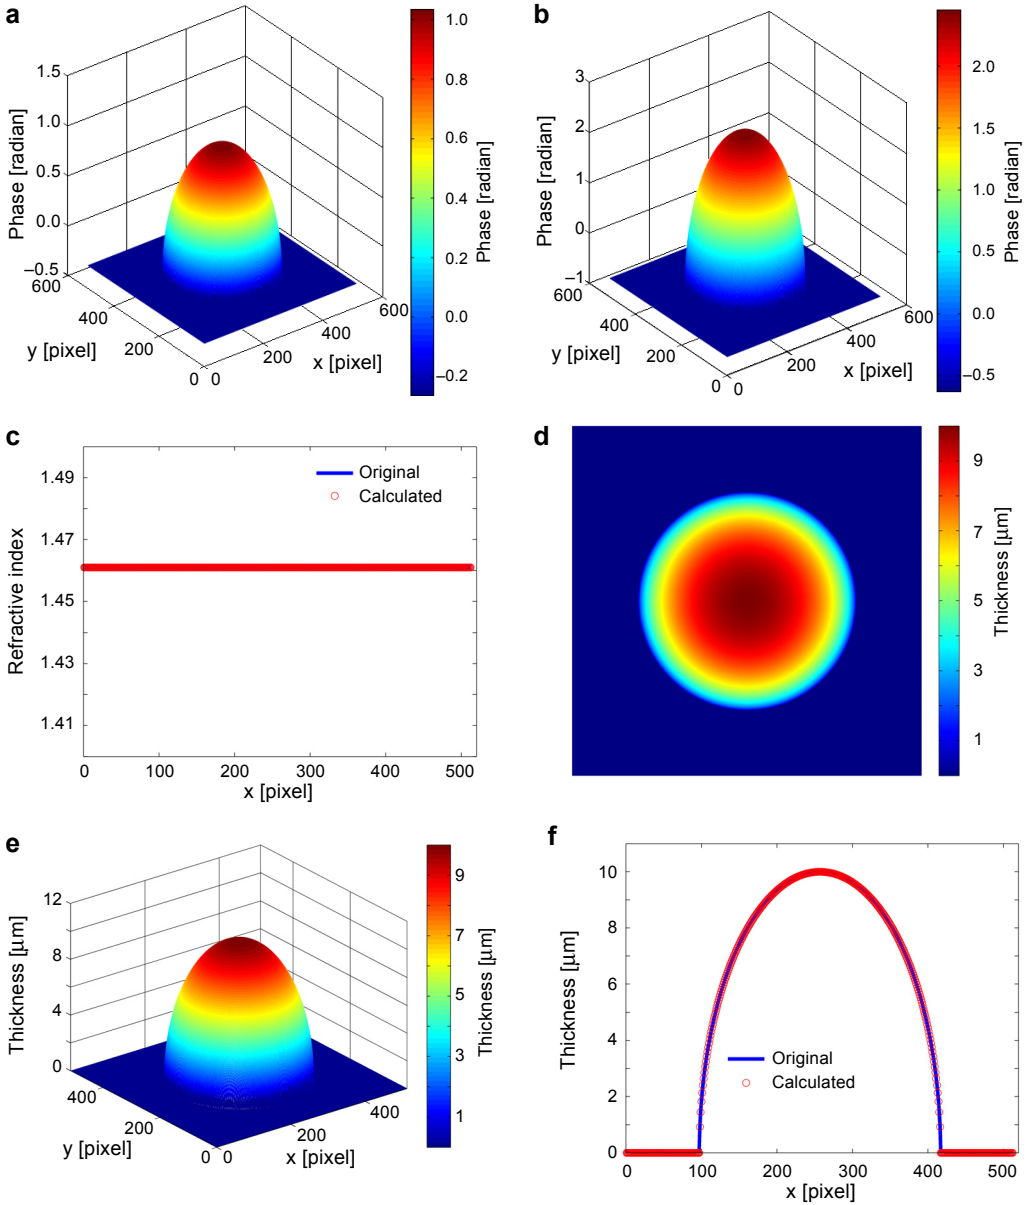 a
1.5
1.0
0.5
0.0
–0.5
Phase [radian]
600
400
200
0
y [pixel]
0
200
400
600
x [pixel]
1.0
0.8
0.6
0.4
0.2
0.0
–0.2
Phase [radian]
b
3
2
1
0
–1
Phase [radian]
600
400
200
0
y [pixel]
0
200
400
600
x [pixel]
2.0
1.5
1.0
0.5
0.0
–0.5
Phase [radian]
c
1.49
1.47
1.45
1.43
1.41
Refractive index
Original
Calculated
0 100 200 300 400 500
x [pixel]
d
9
7
5
3
1
Thickness [μm]
e
12
8
4
0
Thickness [μm]
400
200
0
y [pixel]
0
200
400
x [pixel]
9
7
5
3
1
Thickness [μm]
f
10
8
6
4
2
0
Thickness [μm]
Original
Calculated
0 100 200 300 400 500
x [pixel]